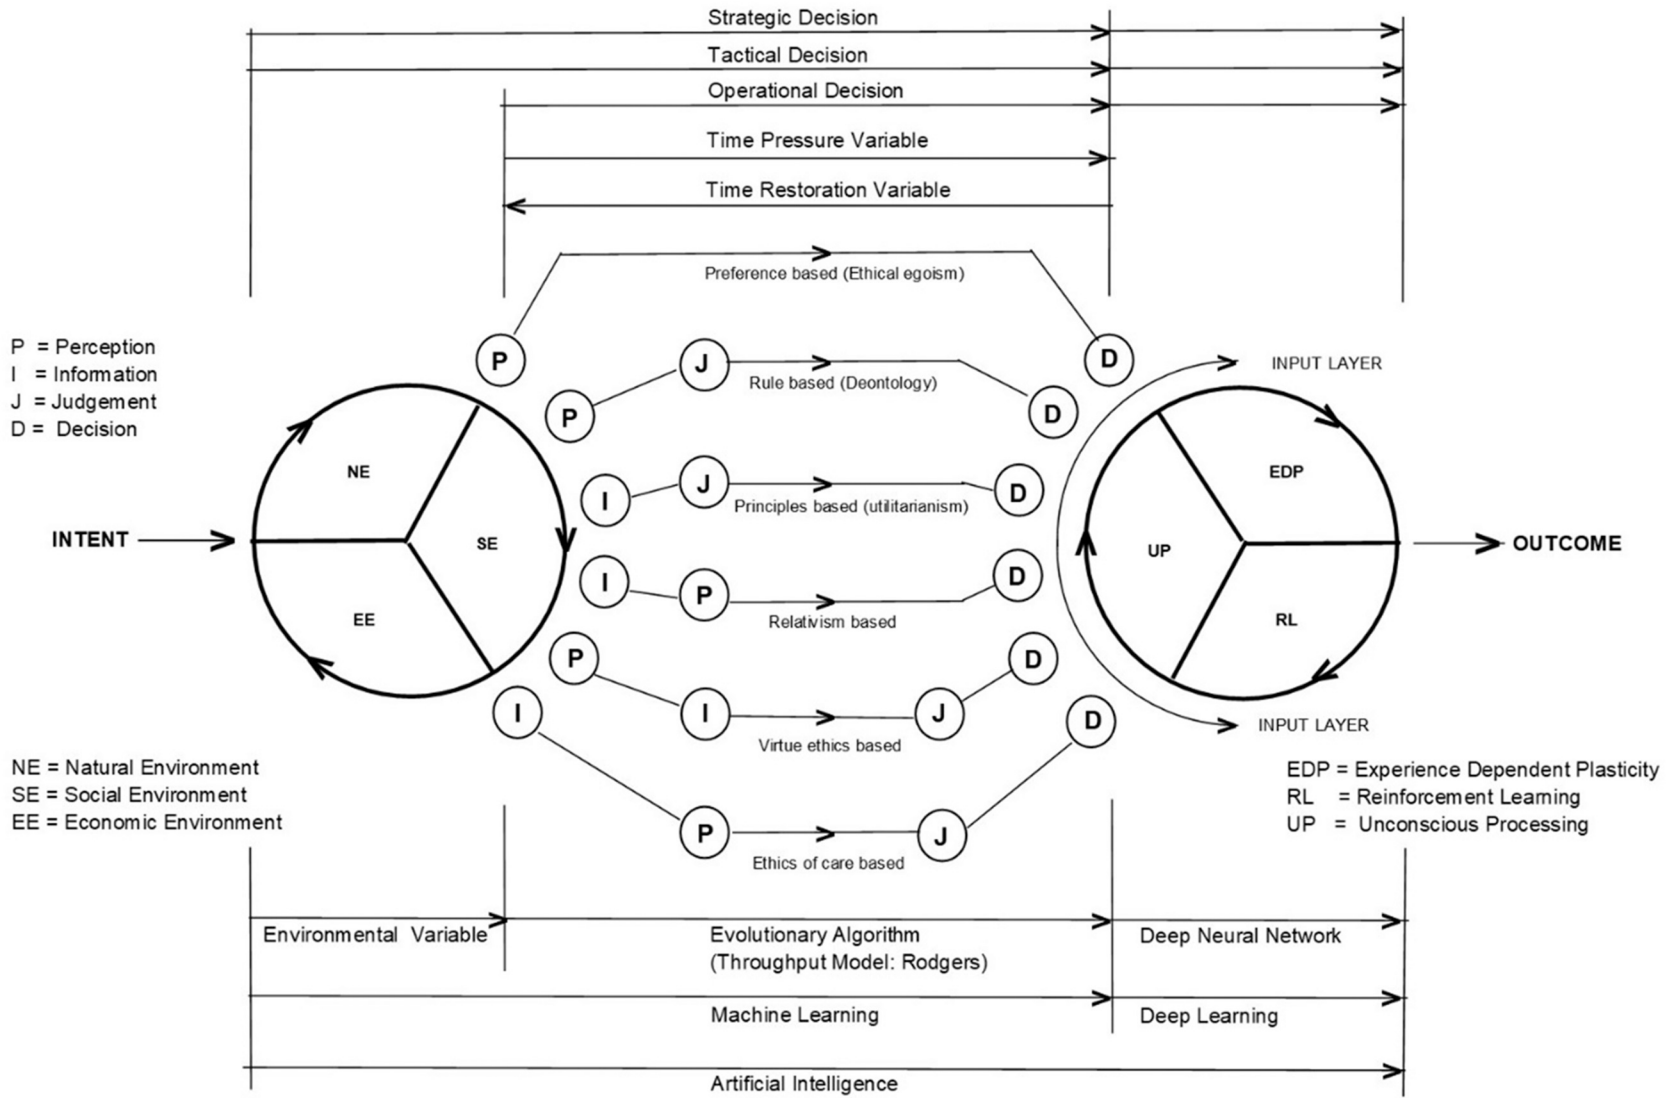 Strategic Decision
Tactical Decision
Operational Decision
Time Pressure Variable
Time Restoration Variable
Preference based (Ethical egoism)
P = Perception
I = Information
J = Judgement
D = Decision
P
D
P
J
Rule based (Deontology)
D
INPUT LAYER
I
J
Principles based (utilitarianism)
D
NE
SE
EE
INTENT
EDP
UP
RL
OUTCOME
I
P
Relativism based
D
P
I
Virtue ethics based
J
D
I
P
Ethics of care based
J
D
INPUT LAYER
NE = Natural Environment
SE = Social Environment
EE = Economic Environment
EDP = Experience Dependent Plasticity
RL = Reinforcement Learning
UP = Unconscious Processing
Environmental Variable
Evolutionary Algorithm
(Throughput Model: Rodgers)
Deep Neural Network
Machine Learning
Deep Learning
Artificial Intelligence